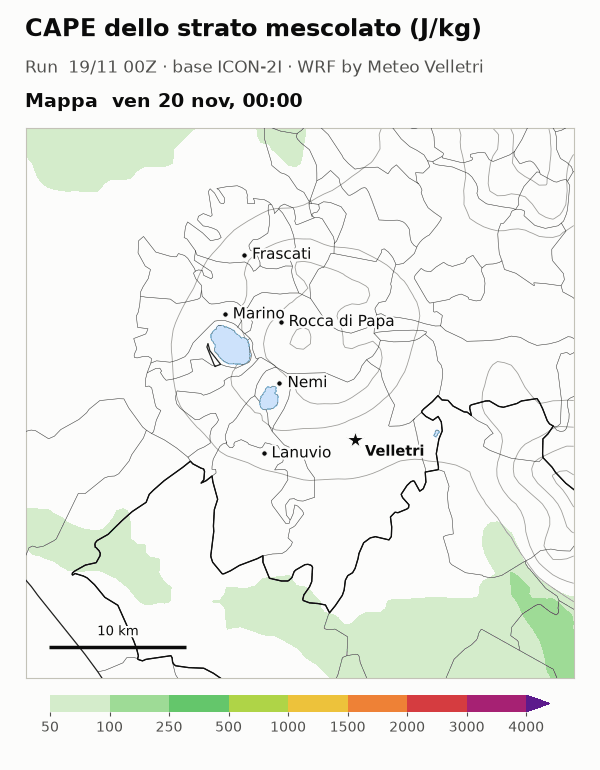 CAPE dello strato mescolato (J/kg)
Run 19/11 00Z · base ICON-2I · WRF by Meteo Velletri
Mappa ven 20 nov, 00:00
Frascati
Marino
Rocca di Papa
Nemi
Velletri
Lanuvio
10 km
50 100 250 500 1000 1500 2000 3000 4000